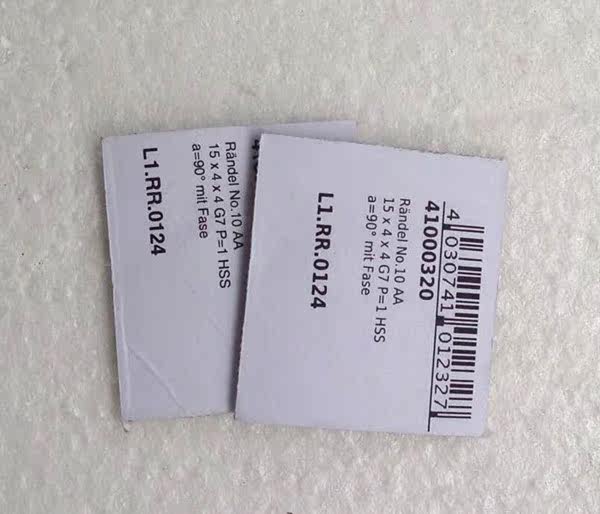 Rändel No.10 AA
15 x 4 x 4 G7 P=1 HSS
a=90° mit Fase
L1.RR.0124
4 030741 012327
41000320
Rändel No.10 AA
15 x 4 x 4 G7 P=1 HSS
a=90° mit Fase
L1.RR.0124